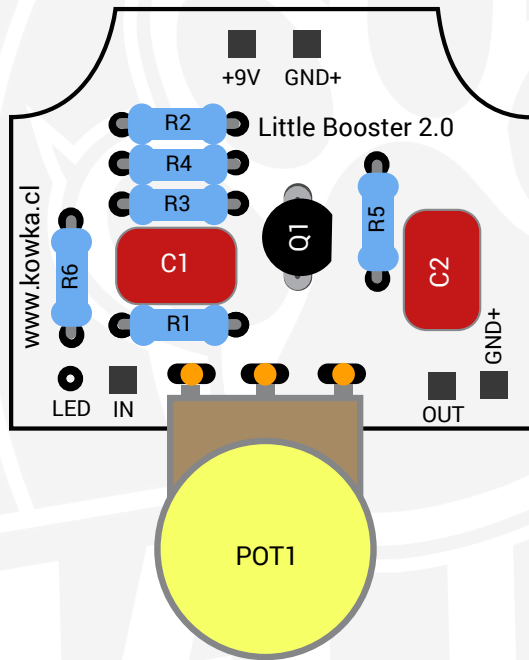 +9V
GND+
R2
Little Booster 2.0
R4
R3
www.kowka.cl
R5
Q1
C1
C2
R6
R1
GND+
LED
IN
OUT
POT1